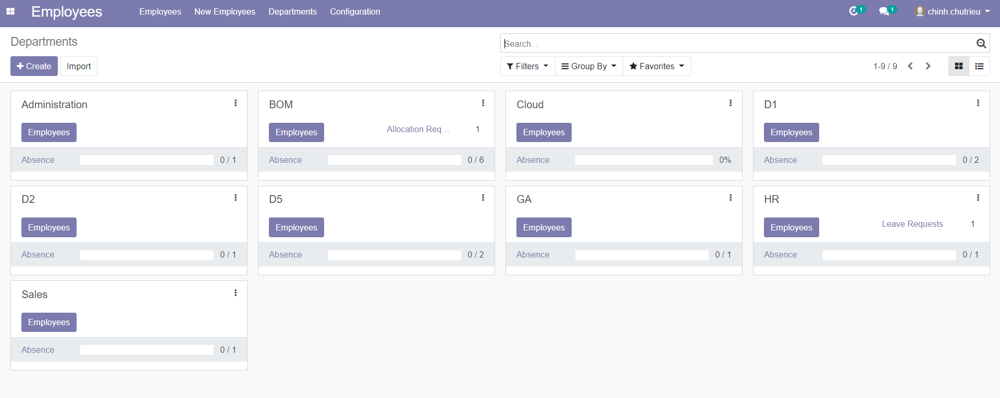 Employees Employees New Employees Departments Configuration 1 1 chinh.chutrieu
Departments
Search...
Create Import Filters Group By Favorites 1-9 / 9
Administration
Employees
Absence 0 / 1
BOM
Employees Allocation Req... 1
Absence 0 / 6
Cloud
Employees
Absence 0%
D1
Employees
Absence 0 / 2
D2
Employees
Absence 0 / 1
D5
Employees
Absence 0 / 2
GA
Employees
Absence 0 / 1
HR
Employees Leave Requests 1
Absence 0 / 1
Sales
Employees
Absence 0 / 1